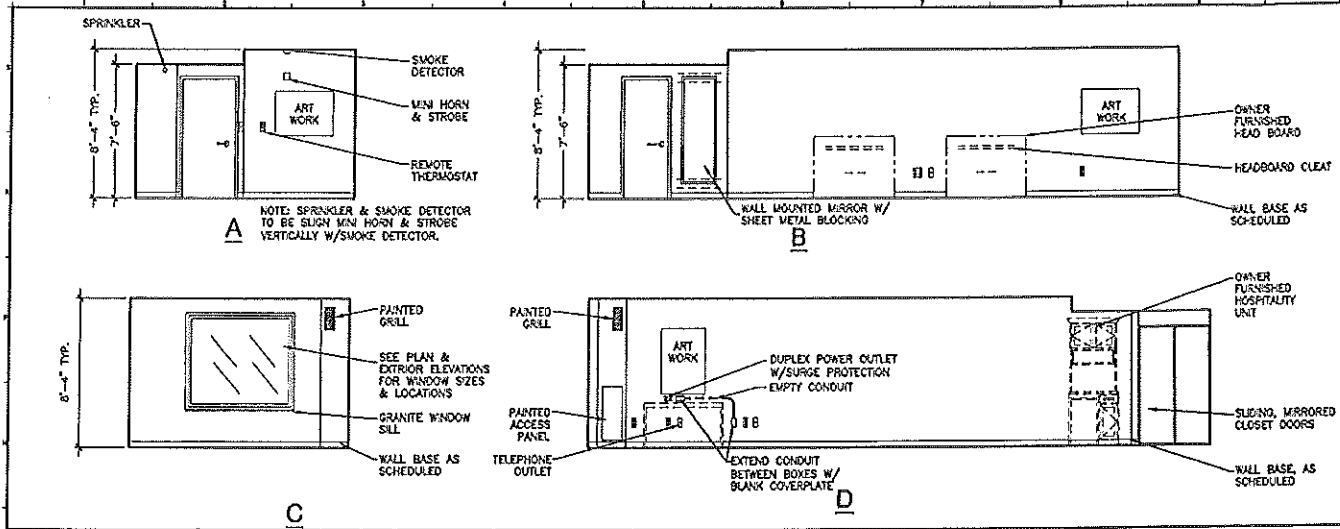 SPRINKLER
8'-4" TYP.
7'-6"
SMOKE
DETECTOR
MINI HORN
& STROBE
ART
WORK
REMOTE
THERMOSTAT
A
NOTE: SPRINKLER & SMOKE DETECTOR
TO BE SLIGN MINI HORN & STROBE
VERTICALLY W/SMOKE DETECTOR.
8'-4" TYP.
7'-6"
ART
WORK
OWNER
FURNISHED
HEAD BOARD
HEADBOARD CLEAT
WALL BASE AS
SCHEDULED
WALL MOUNTED MIRROR W/
SHEET METAL BLOCKING
B
8'-4" TYP.
PAINTED
GRILL
SEE PLAN &
EXTRIOR ELEVATIONS
FOR WINDOW SIZES
& LOCATIONS
GRANITE WINDOW
SILL
WALL BASE AS
SCHEDULED
C
PAINTED
GRILL
ART
WORK
DUPLEX POWER OUTLET
W/SURGE PROTECTION
EMPTY CONDUIT
PAINTED
ACCESS
PANEL
TELEPHONE
OUTLET
EXTEND CONDUIT
BETWEEN BOXES W/
BLANK COVERPLATE
D
OWNER
FURNISHED
HOSPITALITY
UNIT
SLIDING, MIRRORED
CLOSET DOORS
WALL BASE, AS
SCHEDULED